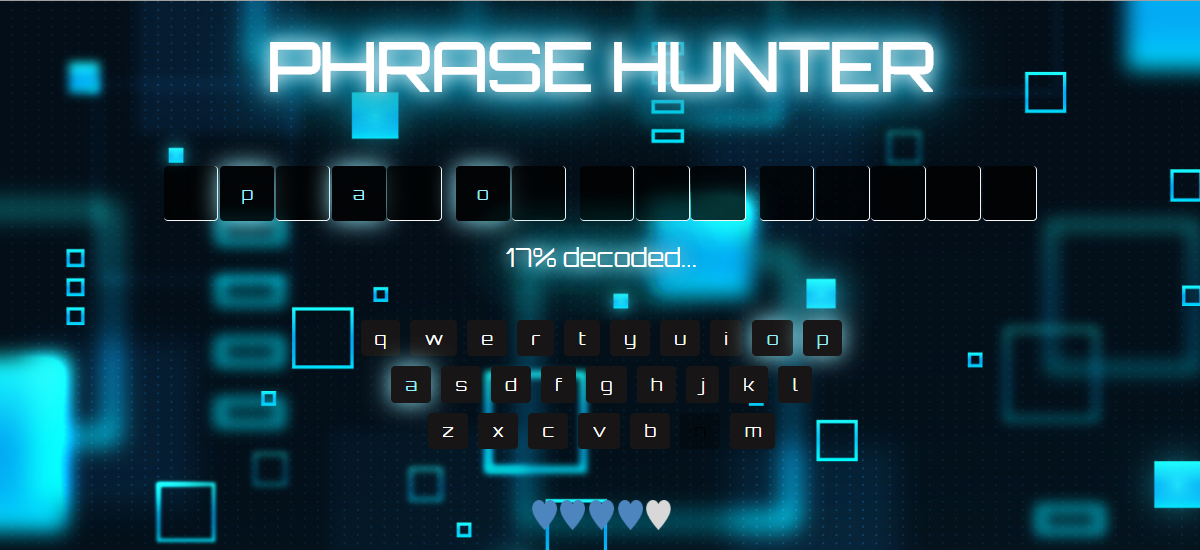 PHRASE HUNTER
p a o
17% decoded...
q w e r t y u i o p
a s d f g h j k l
z x c v b n m